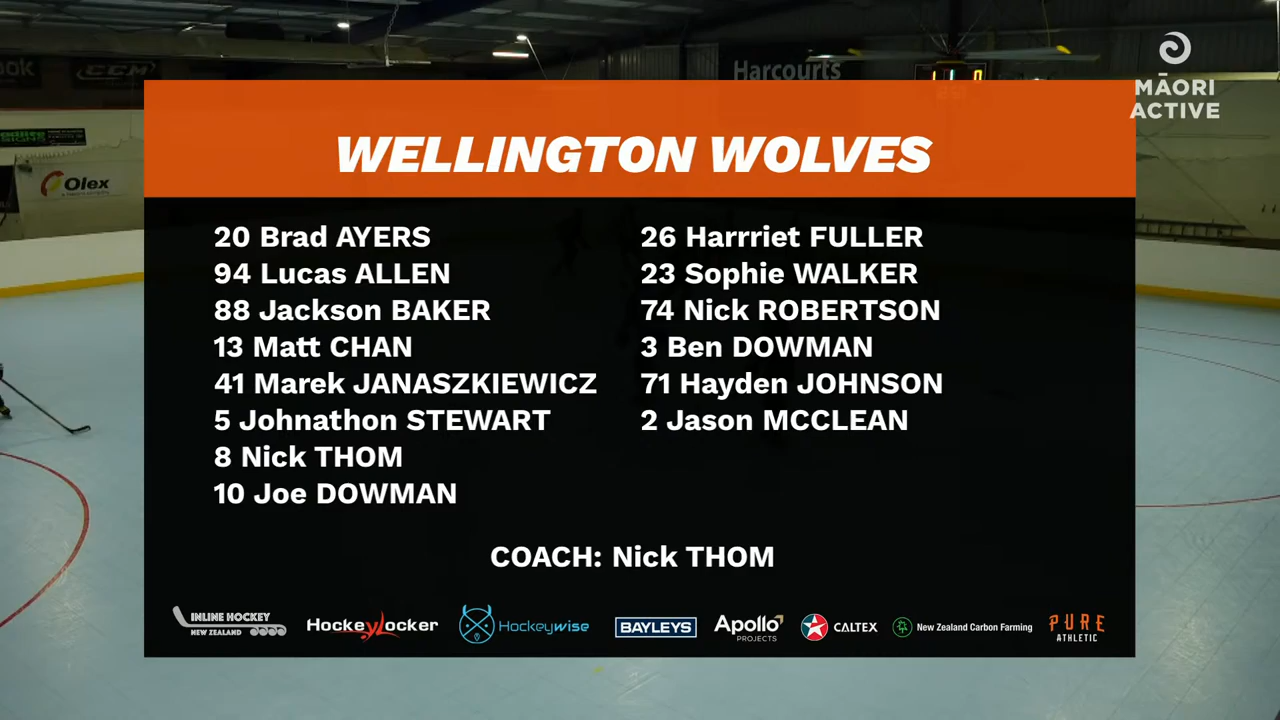 CCM
Harcourts
MĀORI
ACTIVE
Olex
WELLINGTON WOLVES
20 Brad AYERS
94 Lucas ALLEN
88 Jackson BAKER
13 Matt CHAN
41 Marek JANASZKIEWICZ
5 Johnathon STEWART
8 Nick THOM
10 Joe DOWMAN
26 Harrriet FULLER
23 Sophie WALKER
74 Nick ROBERTSON
3 Ben DOWMAN
71 Hayden JOHNSON
2 Jason MCCLEAN
COACH: Nick THOM
INLINE HOCKEY
NEW ZEALAND
HockeyLocker
Hockeywise
BAYLEYS
Apollo
PROJECTS
CALTEX
New Zealand Carbon Farming
PURE
ATHLETIC